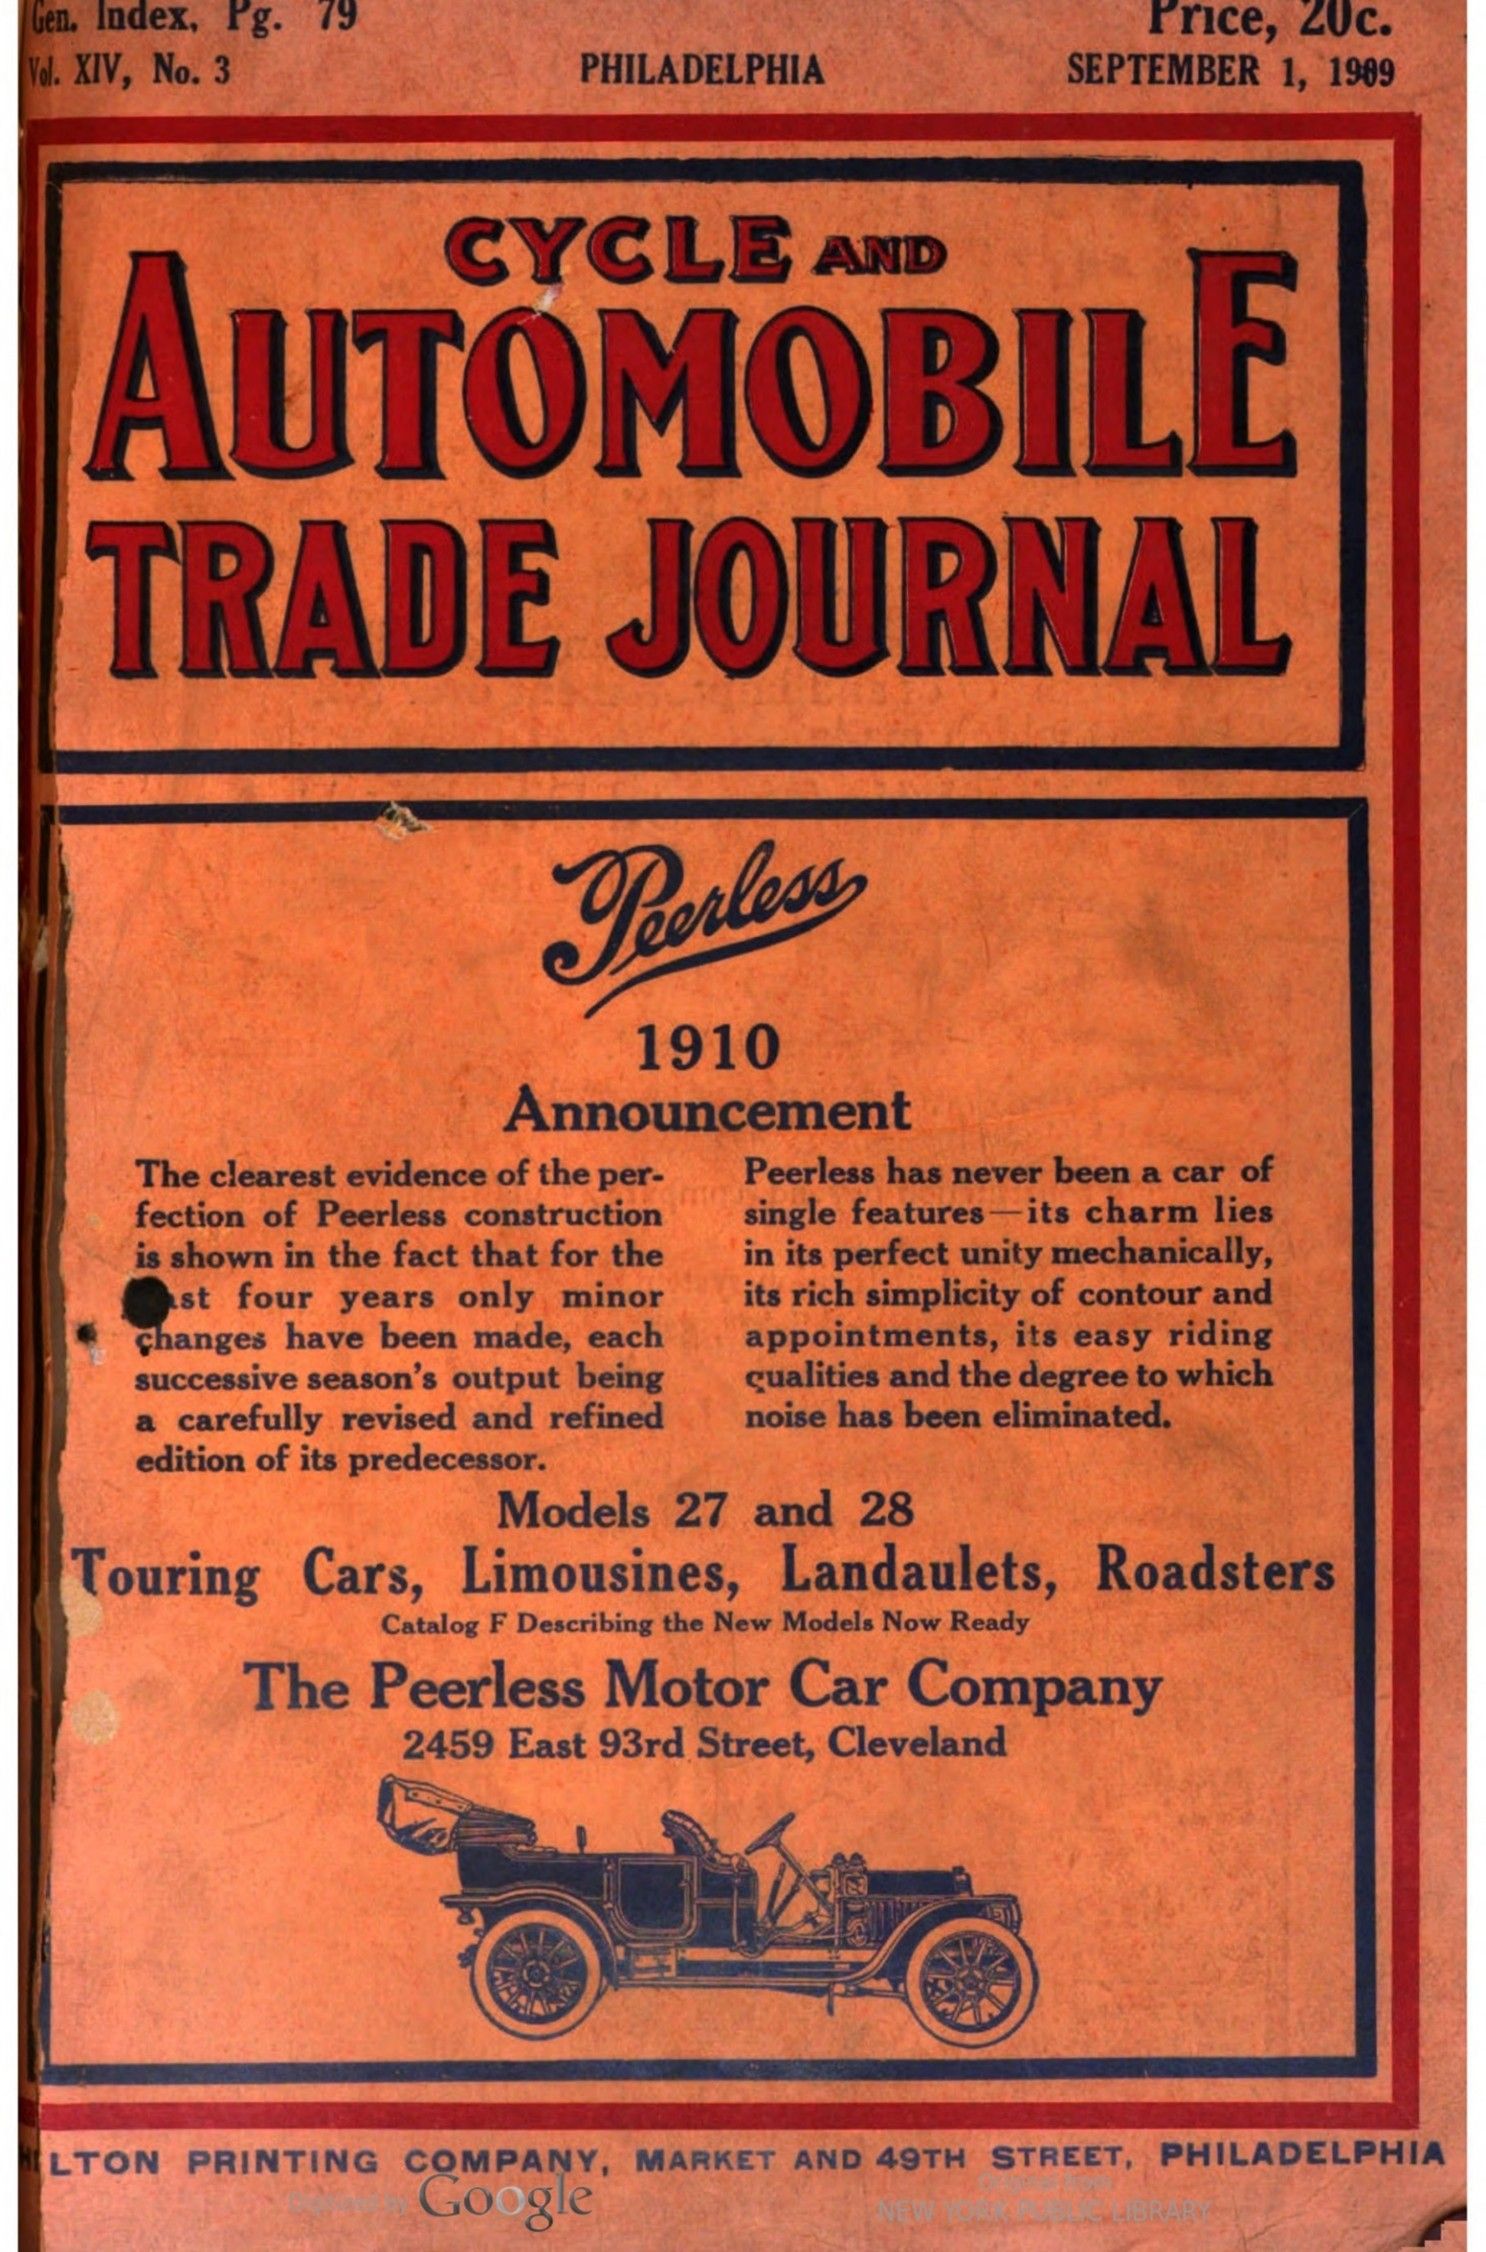 Gen. Index, Pg. 79
Price, 20c.
Vol. XIV, No. 3
PHILADELPHIA
SEPTEMBER 1, 1909
CYCLE AND
AUTOMOBILE
TRADE JOURNAL
Peerless
1910
Announcement
The clearest evidence of the per-
fection of Peerless construction
is shown in the fact that for the
four years only minor
changes have been made, each
successive season's output being
a carefully revised and refined
edition of its predecessor.
Peerless has never been a car of
single features—its charm lies
in its perfect unity mechanically,
its rich simplicity of contour and
appointments, its easy riding
qualities and the degree to which
noise has been eliminated.
Models 27 and 28
Touring Cars, Limousines, Landaulets, Roadsters
Catalog F Describing the New Models Now Ready
The Peerless Motor Car Company
2459 East 93rd Street, Cleveland
LTON PRINTING COMPANY, MARKET AND 49TH STREET, PHILADELPHIA
Digitized by Google
Original from
NEW YORK PUBLIC LIBRARY